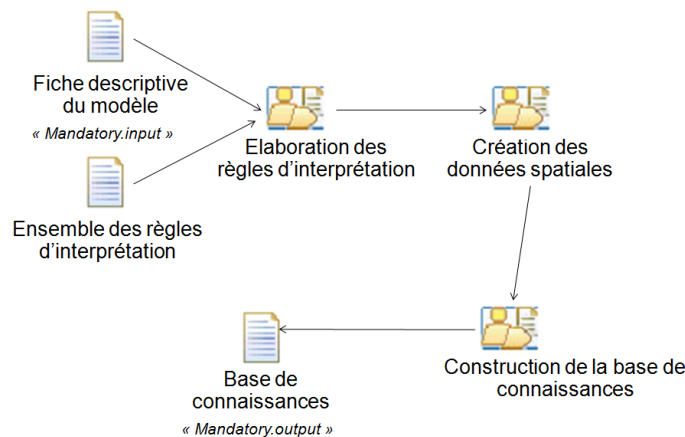 Fiche descriptive
du modèle
« Mandatory.input »
Elaboration des
règles d'interprétation
Création des
données spatiales
Ensemble des règles
d'interprétation
Construction de la base de
connaissances
Base de
connaissances
« Mandatory.output »